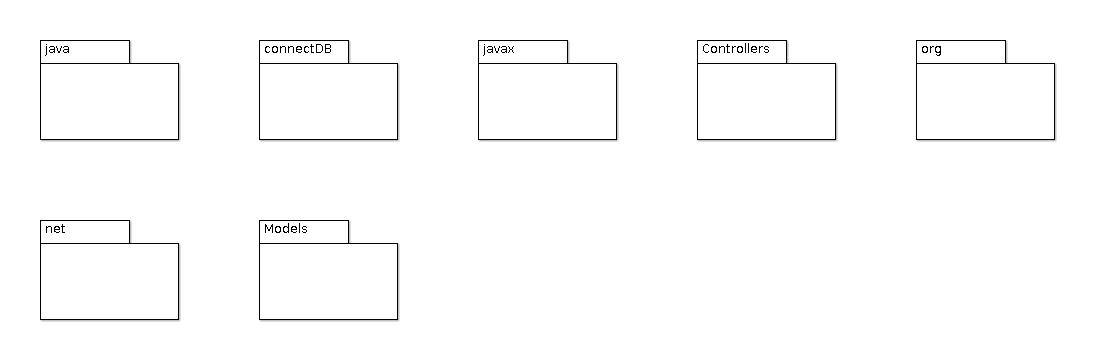 java
connectDB
javax
Controllers
org
net
Models